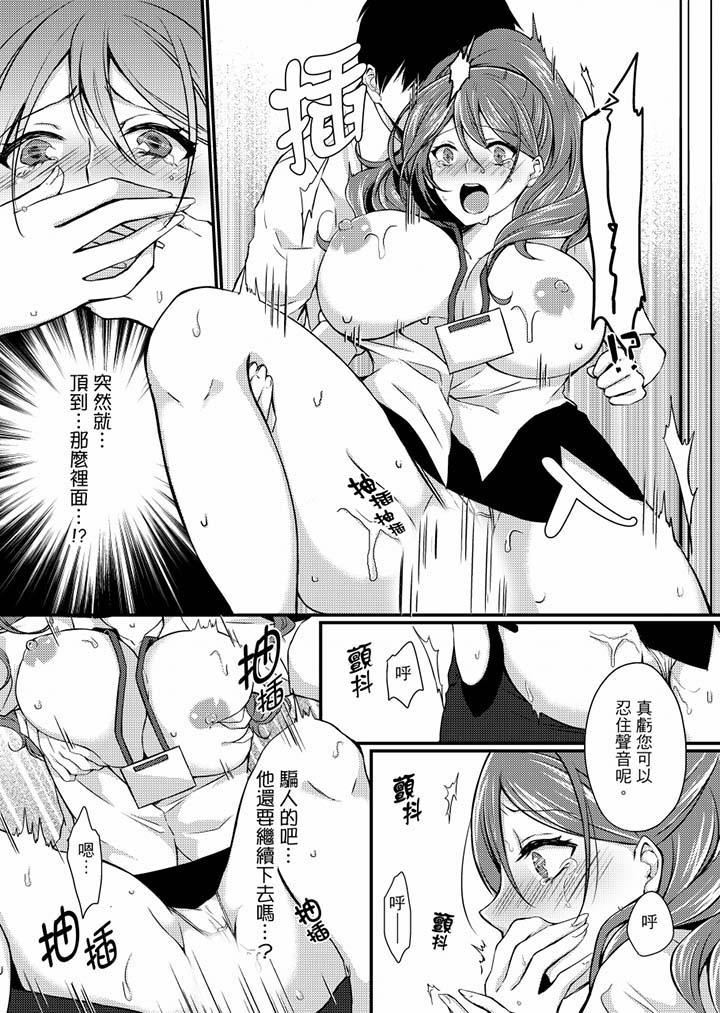 插
插
抽插
抽插
突然就…
頂到…那麼裡面…!?
呼
顫抖
真虧您可以
忍住聲音呢。
顫抖
呼
呼—
顫抖
抽插
騙人的吧…
他還要繼續下去嗎…?
抽插
嗯…
抽插